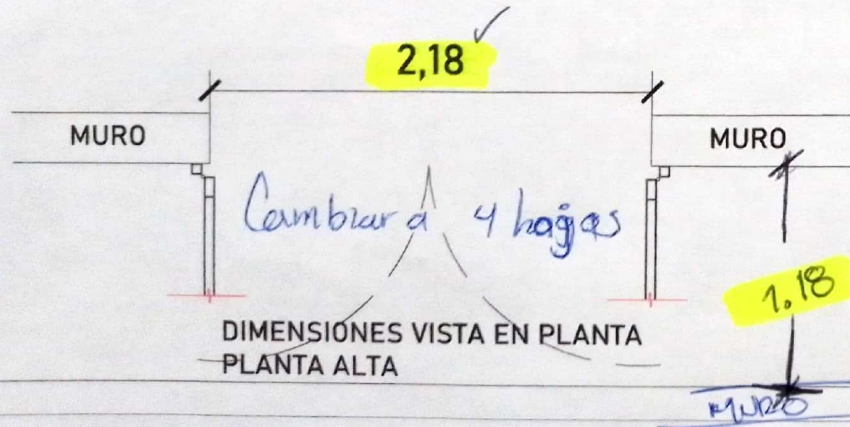 2,18
MURO
MURO
Cambiar a 4 hojas
1.18
DIMENSIONES VISTA EN PLANTA
PLANTA ALTA
MURO